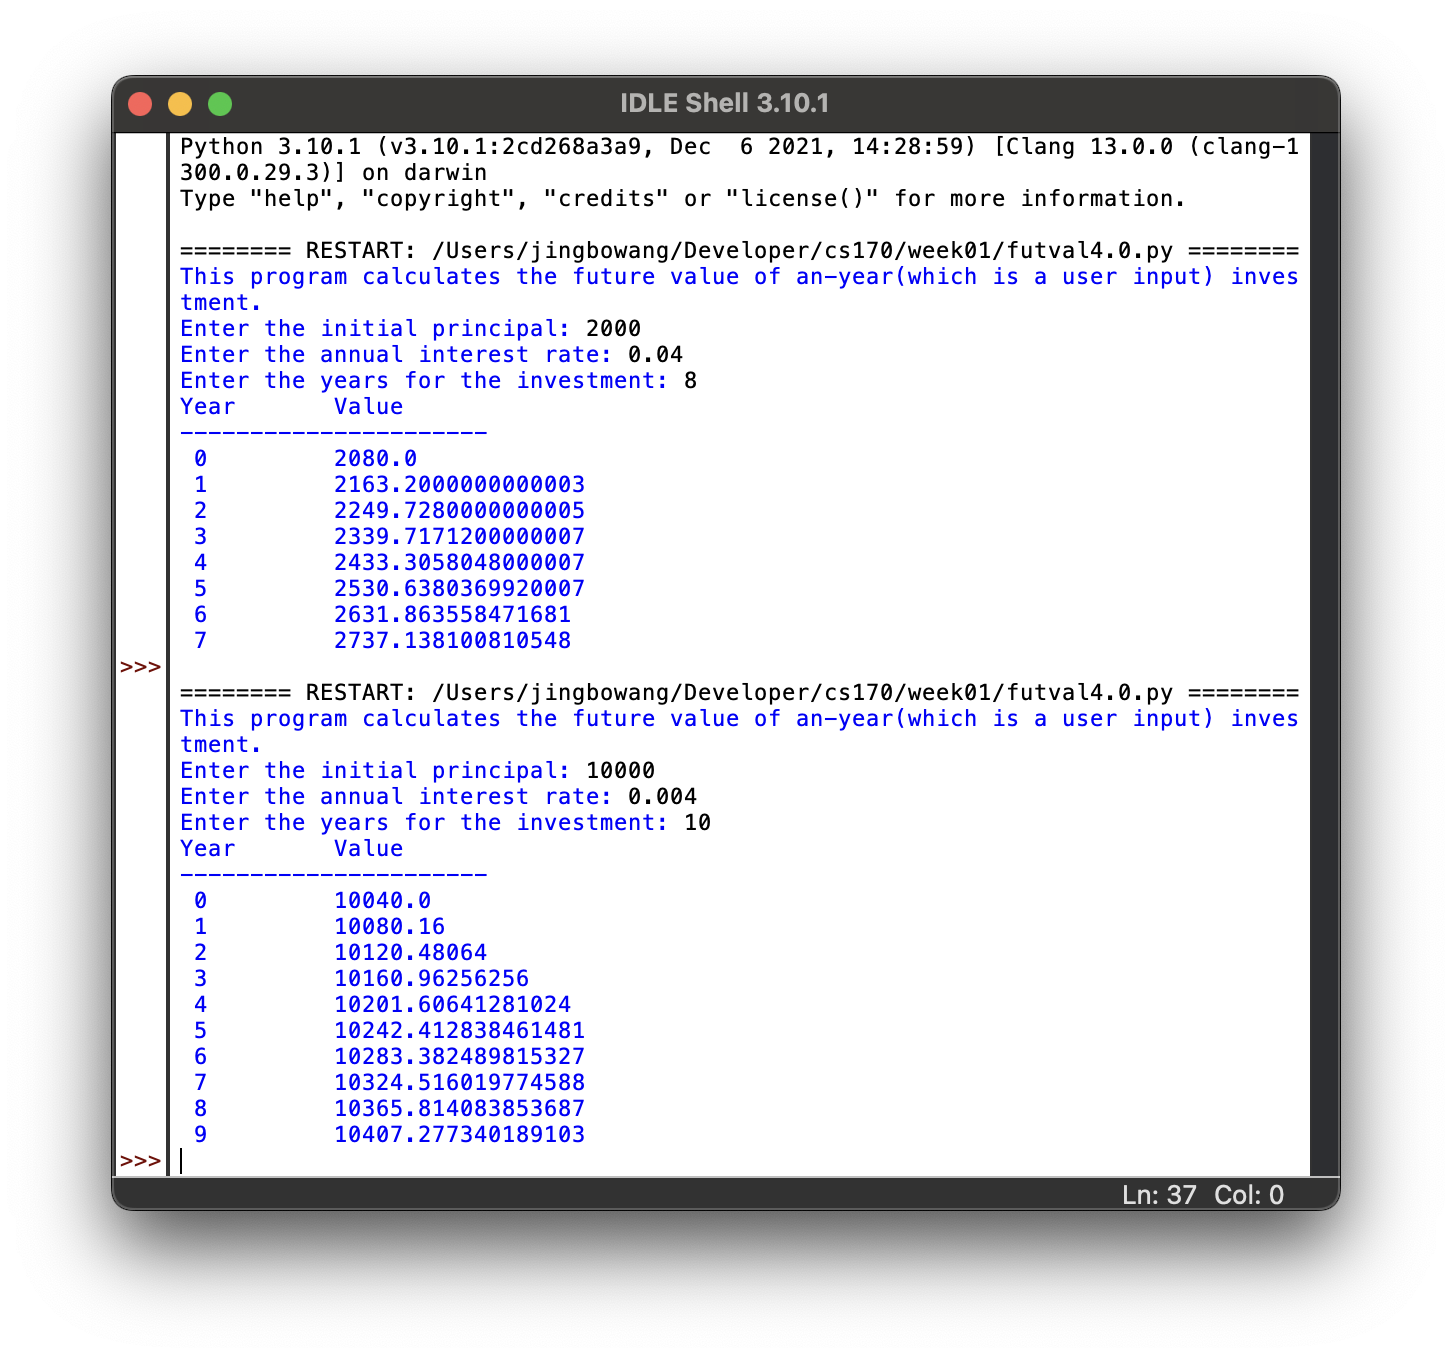 IDLE Shell 3.10.1
Python 3.10.1 (v3.10.1:2cd268a3a9, Dec  6 2021, 14:28:59) [Clang 13.0.0 (clang-1
300.0.29.3)] on darwin
Type "help", "copyright", "credits" or "license()" for more information.
======== RESTART: /Users/jingbowang/Developer/cs170/week01/futval4.0.py ========
This program calculates the future value of an-year(which is a user input) inves
tment.
Enter the initial principal: 2000
Enter the annual interest rate: 0.04
Enter the years for the investment: 8
Year       Value
----------------------
 0         2080.0
 1         2163.2000000000003
 2         2249.7280000000005
 3         2339.7171200000007
 4         2433.3058048000007
 5         2530.6380369920007
 6         2631.863558471681
 7         2737.138100810548
>>>
======== RESTART: /Users/jingbowang/Developer/cs170/week01/futval4.0.py ========
This program calculates the future value of an-year(which is a user input) inves
tment.
Enter the initial principal: 10000
Enter the annual interest rate: 0.004
Enter the years for the investment: 10
Year       Value
----------------------
 0         10040.0
 1         10080.16
 2         10120.48064
 3         10160.96256256
 4         10201.60641281024
 5         10242.412838461481
 6         10283.382489815327
 7         10324.516019774588
 8         10365.814083853687
 9         10407.277340189103
>>>
Ln: 37  Col: 0